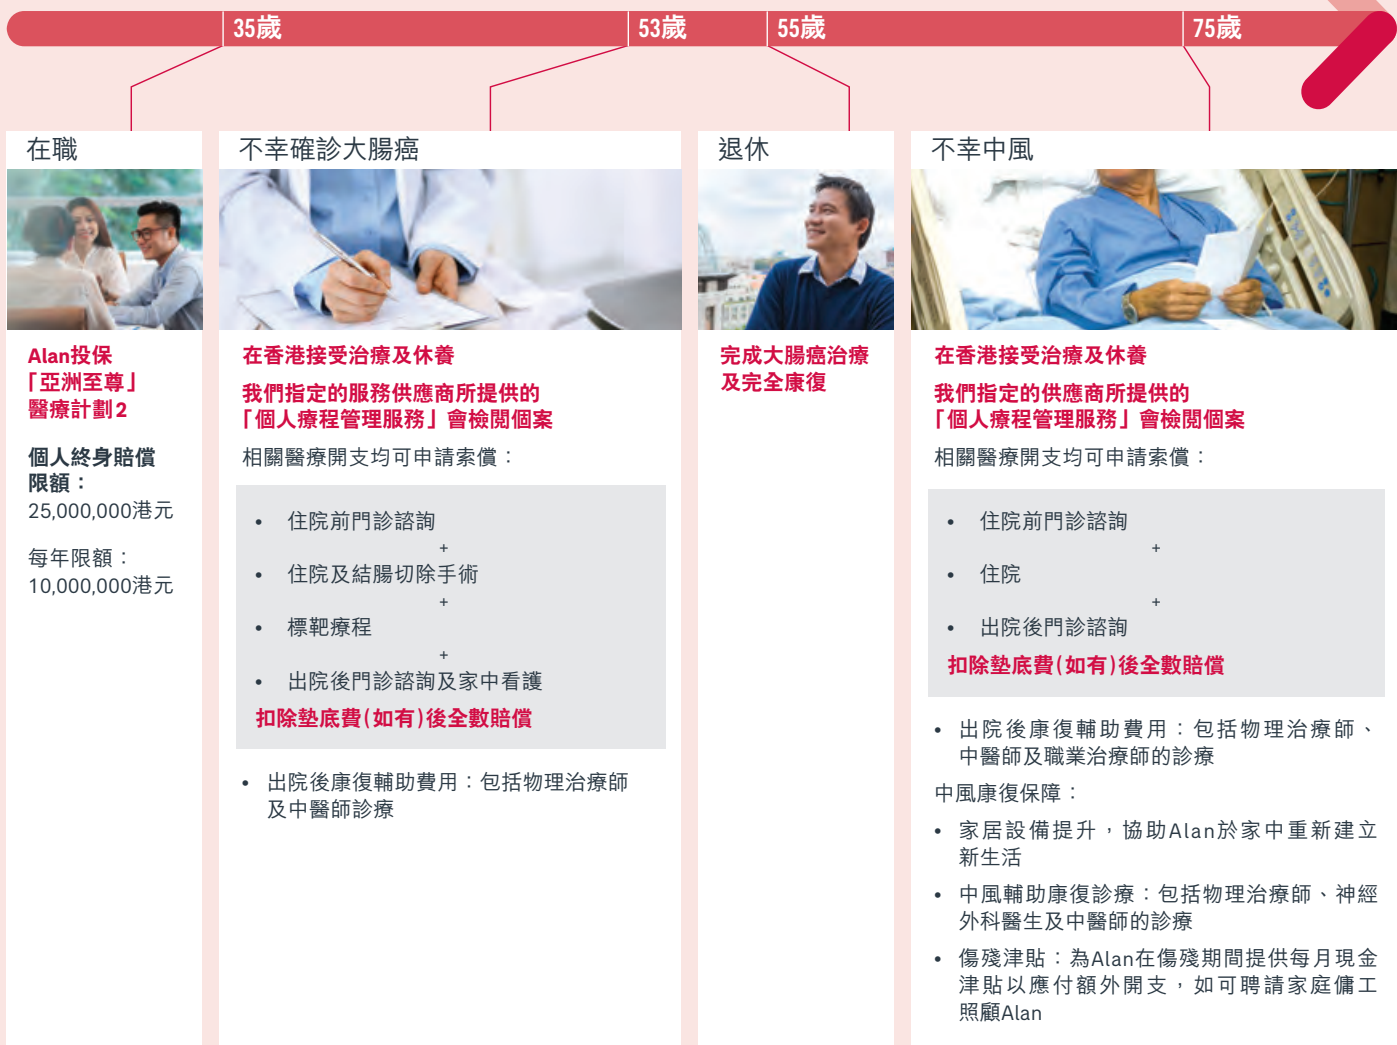 35歲
53歲
55歲
75歲
在職
Alan投保
「亞洲至尊」
醫療計劃2
個人終身賠償
限額：
25,000,000港元
每年限額：
10,000,000港元
不幸確診大腸癌
在香港接受治療及休養
我們指定的服務供應商所提供的
「個人療程管理服務」會檢閱個案
相關醫療開支均可申請索償：
• 住院前門診諮詢
+
• 住院及結腸切除手術
+
• 標靶療程
+
• 出院後門診諮詢及家中看護
扣除墊底費(如有)後全數賠償
• 出院後康復輔助費用：包括物理治療師
及中醫師診療
退休
完成大腸癌治療
及完全康復
不幸中風
在香港接受治療及休養
我們指定的供應商所提供的
「個人療程管理服務」會檢閱個案
相關醫療開支均可申請索償：
• 住院前門診諮詢
+
• 住院
+
• 出院後門診諮詢
扣除墊底費(如有)後全數賠償
• 出院後康復輔助費用：包括物理治療師、
中醫師及職業治療師的診療
中風康復保障：
• 家居設備提升，協助Alan於家中重新建立
新生活
• 中風輔助康復診療：包括物理治療師、神經
外科醫生及中醫師的診療
• 傷殘津貼：為Alan在傷殘期間提供每月現金
津貼以應付額外開支，如可聘請家庭傭工
照顧Alan